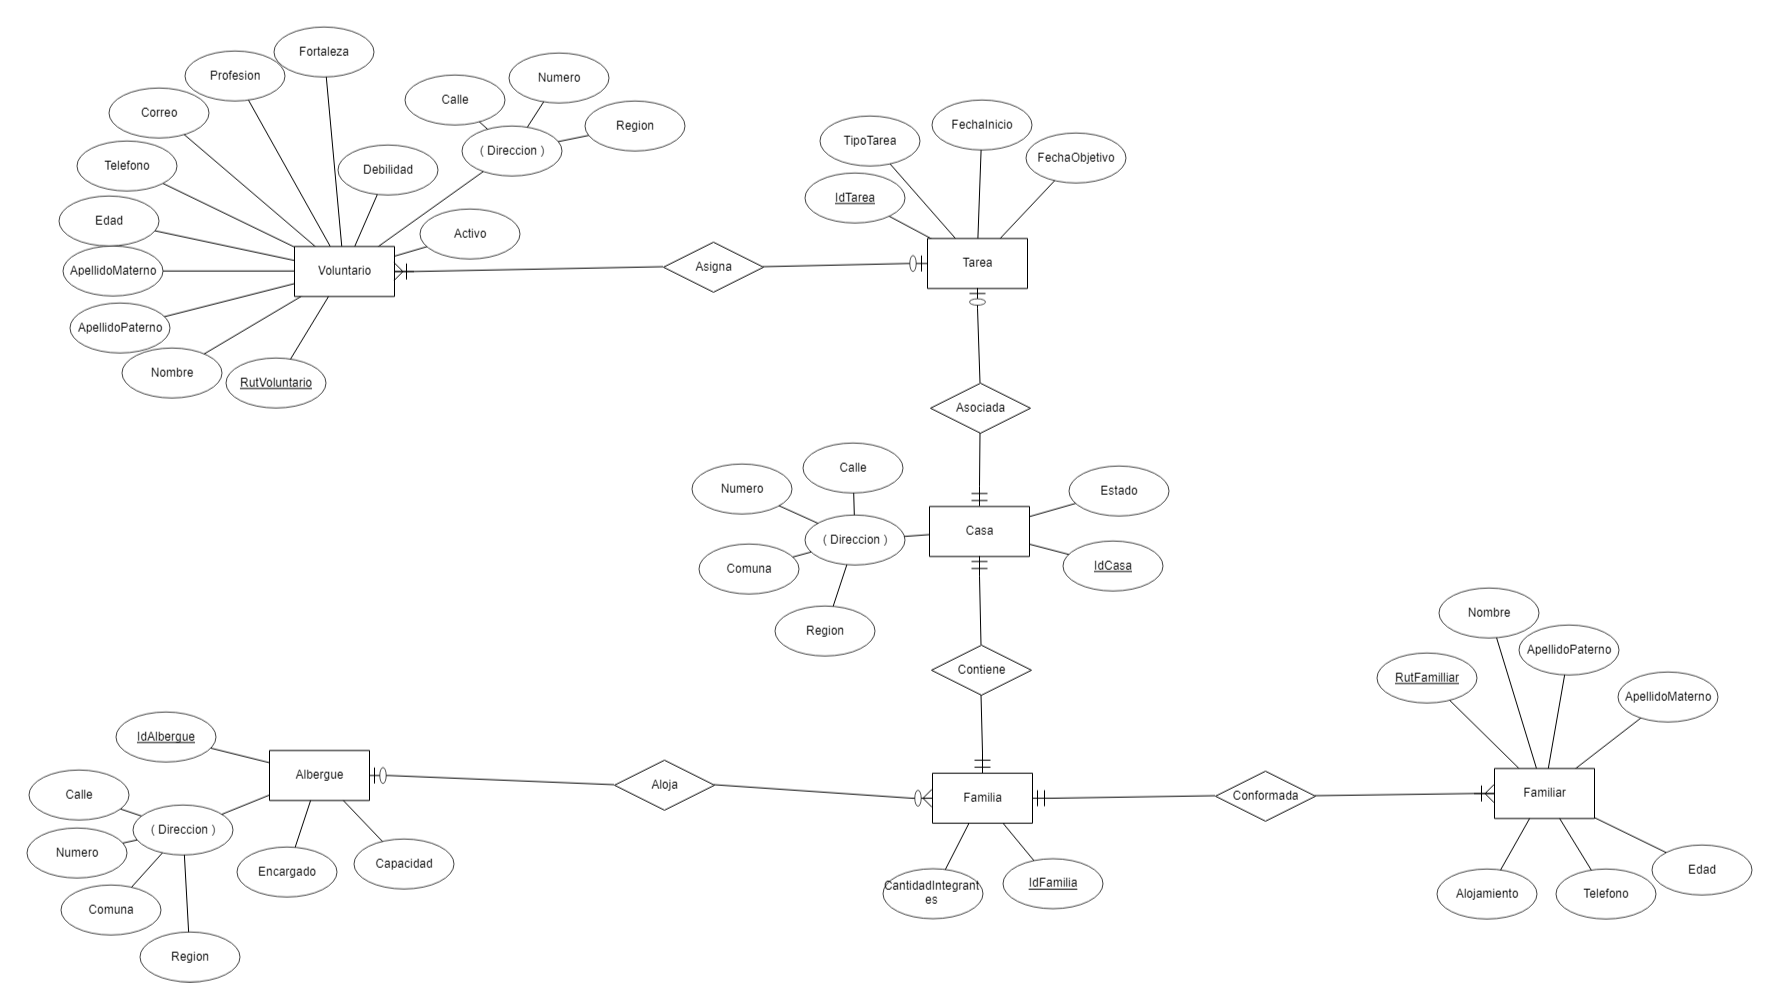 Fortaleza
Profesion
Numero
Calle
Correo
Region
( Direccion )
Telefono
Debilidad
Edad
Activo
ApellidoMaterno
Voluntario
ApellidoPaterno
Nombre
RutVoluntario
Asigna
FechaInicio
TipoTarea
FechaObjetivo
IdTarea
Tarea
Asociada
Calle
Numero
Estado
Casa
( Direccion )
Comuna
IdCasa
Region
Contiene
Nombre
ApellidoPaterno
RutFamilliar
ApellidoMaterno
IdAlbergue
Albergue
Aloja
Familia
Conformada
Familiar
Calle
( Direccion )
Numero
Encargado
Capacidad
Comuna
Region
CantidadIntegrant
es
IdFamilia
Alojamiento
Telefono
Edad